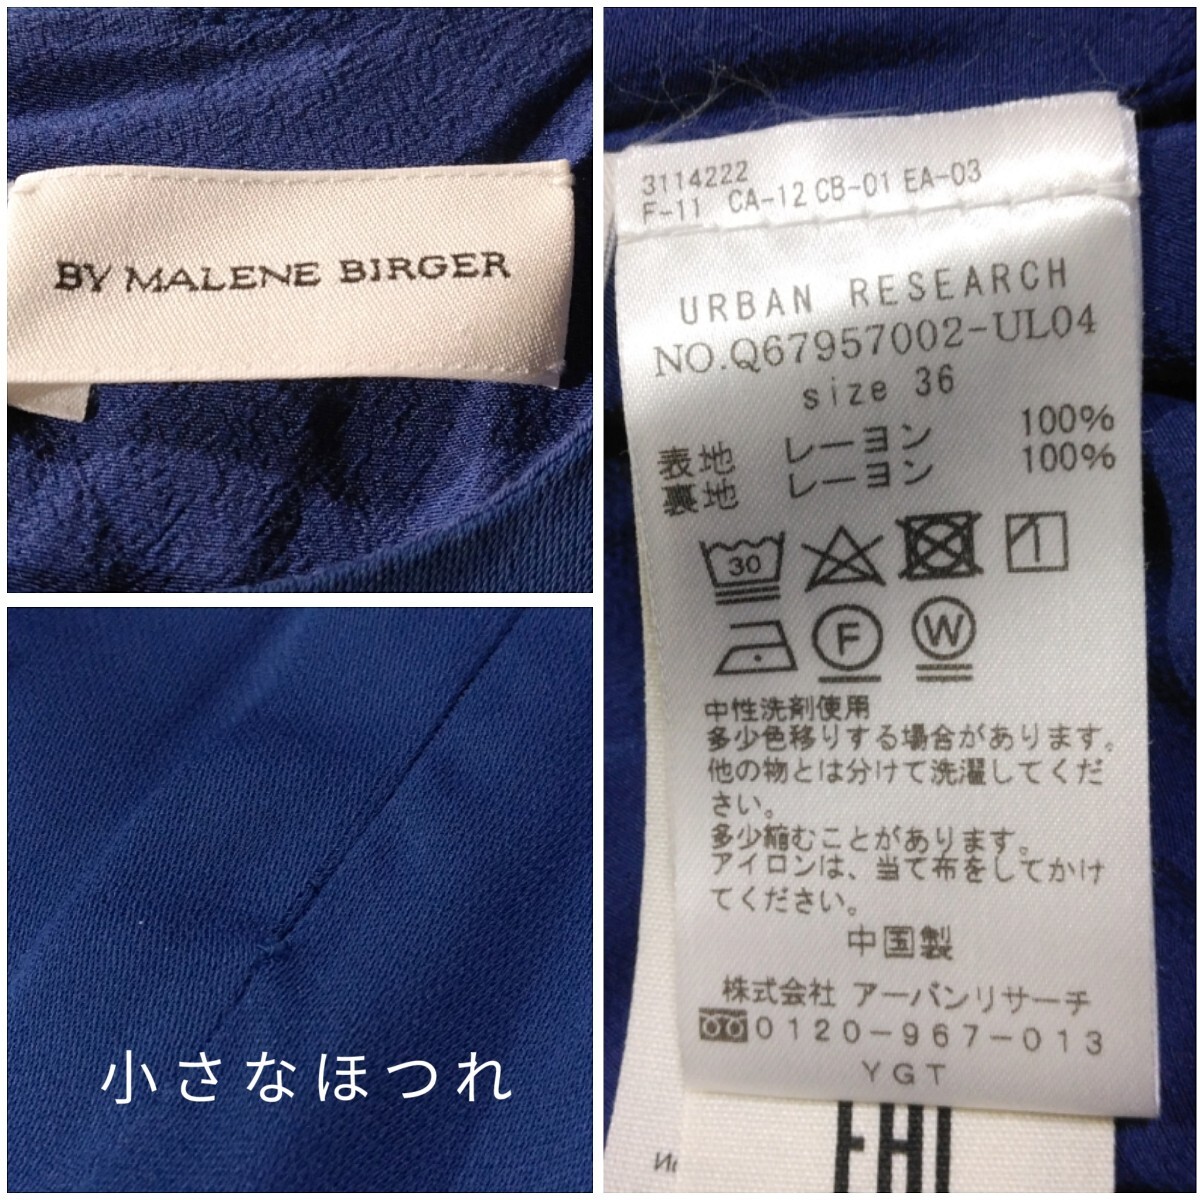 BY MALENE BIRGER
小さなほつれ
3114222
F-11 CA-12 CB-01 EA-03
URBAN RESEARCH
NO.Q67957002-UL04
size 36
表地 レーヨン 100%
裏地 レーヨン 100%
30
F W
中性洗剤使用
多少色移りする場合があります。
他の物とは分けて洗濯してくだ
さい。
多少縮むことがあります。
アイロンは、当て布をしてかけ
てください。
中国製
株式会社 アーバンリサーチ
0120-967-013
YGT
EAC